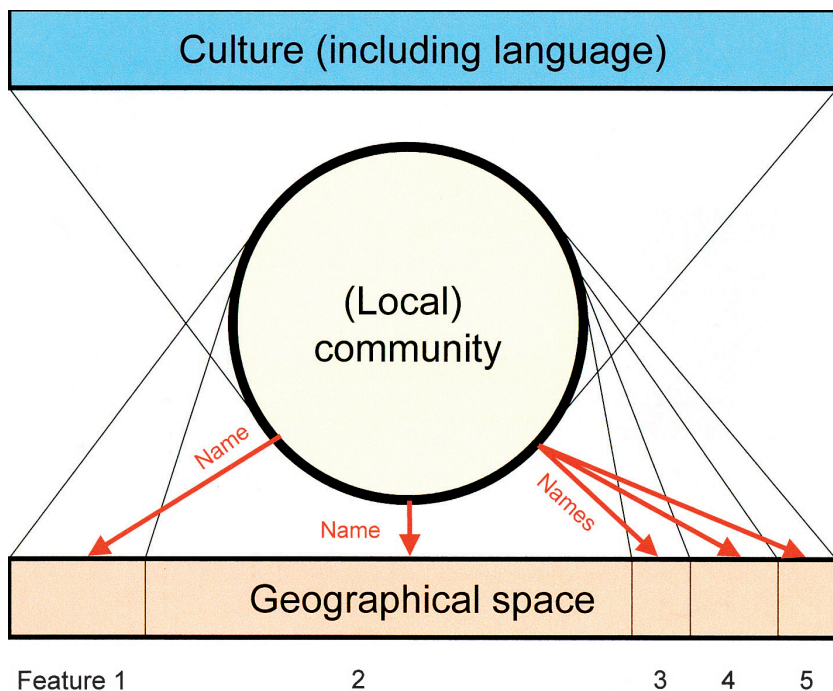 Culture (including language)
(Local)
community
Name
Name
Names
Geographical space
Feature 1 2 3 4 5